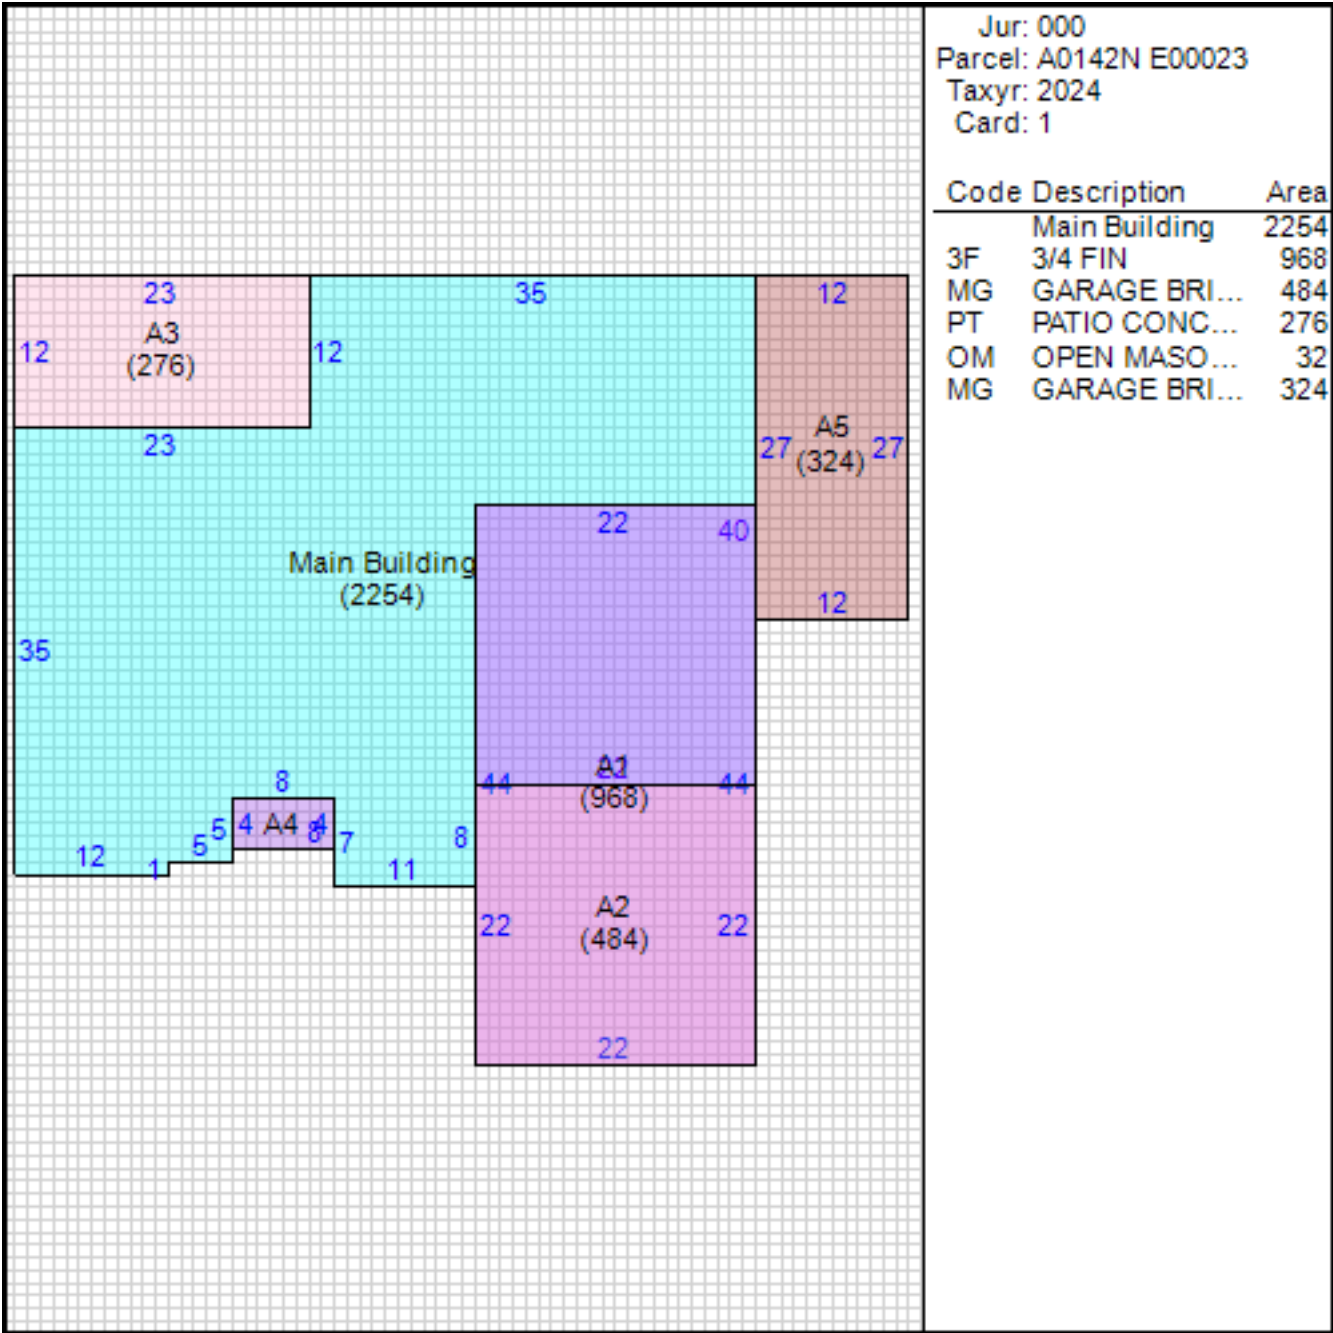 Jur: 000
Parcel: A0142N E00023
Taxyr: 2024
Card: 1
Code Description Area
Main Building 2254
3F 3/4 FIN 968
MG GARAGE BRI... 484
PT PATIO CONC... 276
OM OPEN MASO... 32
MG GARAGE BRI... 324
23 35 12
A3
12 (276) 12
23
A5
27 (324) 27
22 40
Main Building
(2254)
12
35
8
44 A1 44
(968)
5 4 A4 4 7 8
12 1 5 11
A2
22 (484) 22
22